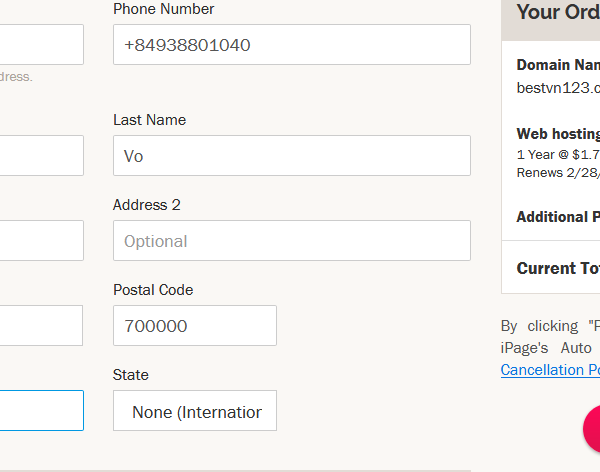 Phone Number
+84938801040
dress.
Last Name
Vo
Address 2
Optional
Postal Code
700000
State
None (Internatior
Your Ord
Domain Nan
bestvn123.c
Web hosting
1 Year @ $1.7
Renews 2/28/
Additional P
Current To
By clicking "P
iPage's Auto
Cancellation Po